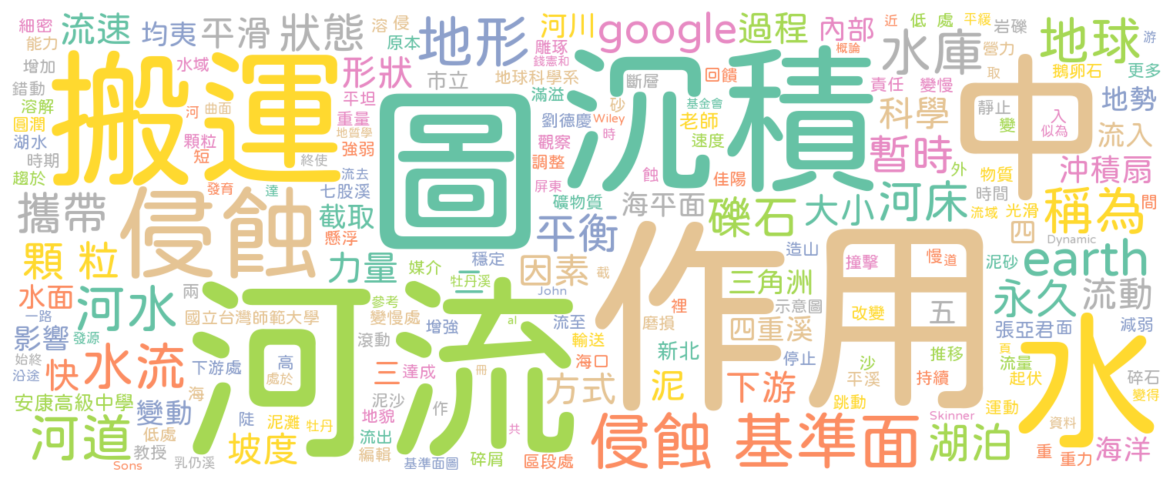 細密
流速
均夷
平滑
狀態
溶
侵
地形
河川
google
過程
內部
近
低
處
平緩
岩礫
地球
能力
原本
雕琢
錢憲和
概論
水庫
營力
鵝卵石
增加
水域
形狀
地球科學系
斷層
回饋
責任
變慢
取
更多
游
搬運
圖
沉積
中
錯動
河
曲面
平坦
市立
滿溢
砂
基金會
科學
靜止
地勢
溶解
圓潤
顆粒
重量
地質學
劉德慶
Wiley
老師
變
入
似為
流入
湖水
短
強弱
觀察
時
速度
暫時
時期
終使
調整
外
物質
沖積扇
趨於
發育
達
流去
七股溪
屏東
蝕
佳陽
時間
間
攜帶
侵蝕
截取
懸浮
礦物質
海平面
礫石
大小
河床
流域
光滑
四
稱為
平衡
造山
Dynamic
顆粒
力量
媒介
穩定
因素
載
作用
撞擊
慢
道
泥砂
earth
水面
河水
兩
二
牡丹溪
John
裡
三角洲
永久
流動
一路
國立台灣師範大學
參考
變慢處
示意圖
改變
五
張亞君
面
減弱
影響
發源
河流
增強
al
流至
磨損
四重溪
水
始終
快
水流
下游處
高
處於
滾動
輸送
新北
停止
沙
推移
流量
頁
沿途
三
達成
海口
平溪
持續
起伏
碎石
安康高級中學
變動
海
泥沙
作
冊
方式
泥
下游
跳動
運動
變得
陡
泥灘
牡丹
地貌
共
Skinner
資料
河道
低處
教授
坡度
流出
編輯
侵蝕
基準面
湖泊
重
重力
海洋
Sons
乳仍溪
基準面圖
碎屑
區段處